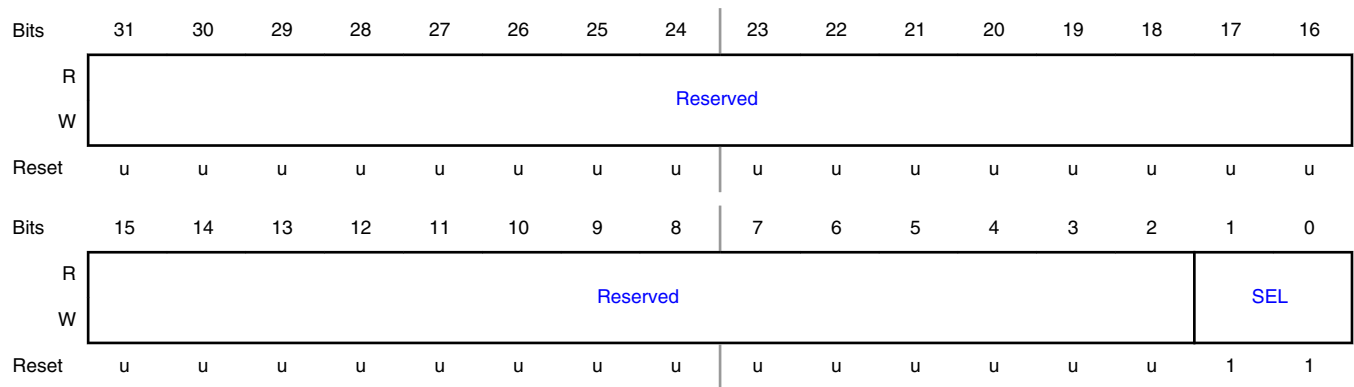 Bits 31 30 29 28 27 26 25 24 23 22 21 20 19 18 17 16
R
Reserved
W
Reset u u u u u u u u u u u u u u u u
Bits 15 14 13 12 11 10 9 8 7 6 5 4 3 2 1 0
R
Reserved SEL
W
Reset u u u u u u u u u u u u u u 1 1